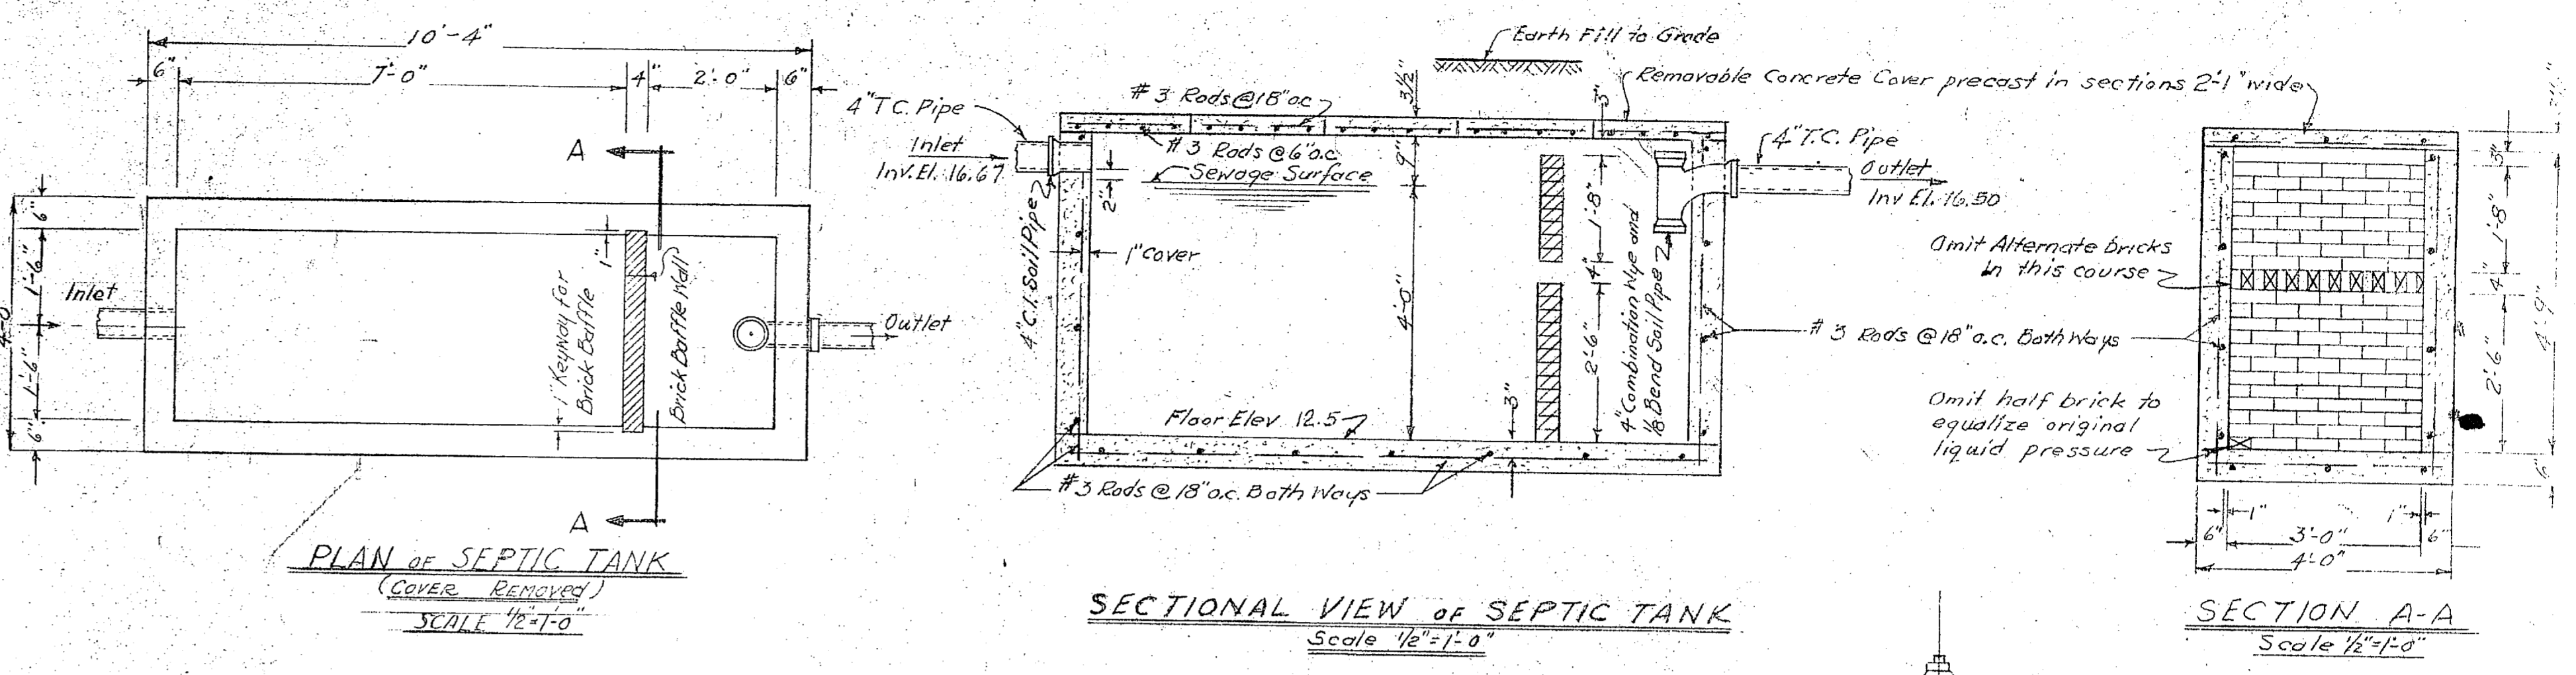 10'-4"
6"
7'-0"
4"
2'-0"
6"
A
6"
1'-6"
4'-0"
1'-6"
6"
Inlet
1"
1" Keyway for
Brick Baffle
Brick Baffle Wall
Outlet
A
PLAN OF SEPTIC TANK
(COVER REMOVED)
SCALE 1/2"=1'-0"
Earth Fill to Grade
Removable Concrete Cover precast in sections 2'-1" wide
#3 Rods @ 18" o.c.
3½"
3"
4" T.C. Pipe
Inlet
Inv. El. 16.67
#3 Rods @ 6" o.c.
Sewage Surface
9"
4" T.C. Pipe
Outlet
Inv El. 16.50
2"
4" C.I. Soil Pipe
1" Cover
4'-0"
1'-8"
4"
2'-6"
4" Combination Wye and
1/8 Bend Soil Pipe
#3 Rods @ 18" o.c. Both Ways
Floor Elev 12.5
3"
#3 Rods @ 18" o.c. Both Ways
SECTIONAL VIEW OF SEPTIC TANK
Scale 1/2"=1'-0"
3"
1'-8"
Omit Alternate bricks
in this course
4"
4'-9"
2'-6"
Omit half brick to
equalize original
liquid pressure
6"
1"
1"
6"
3'-0"
6"
4'-0"
SECTION A-A
Scale 1/2"=1'-0"